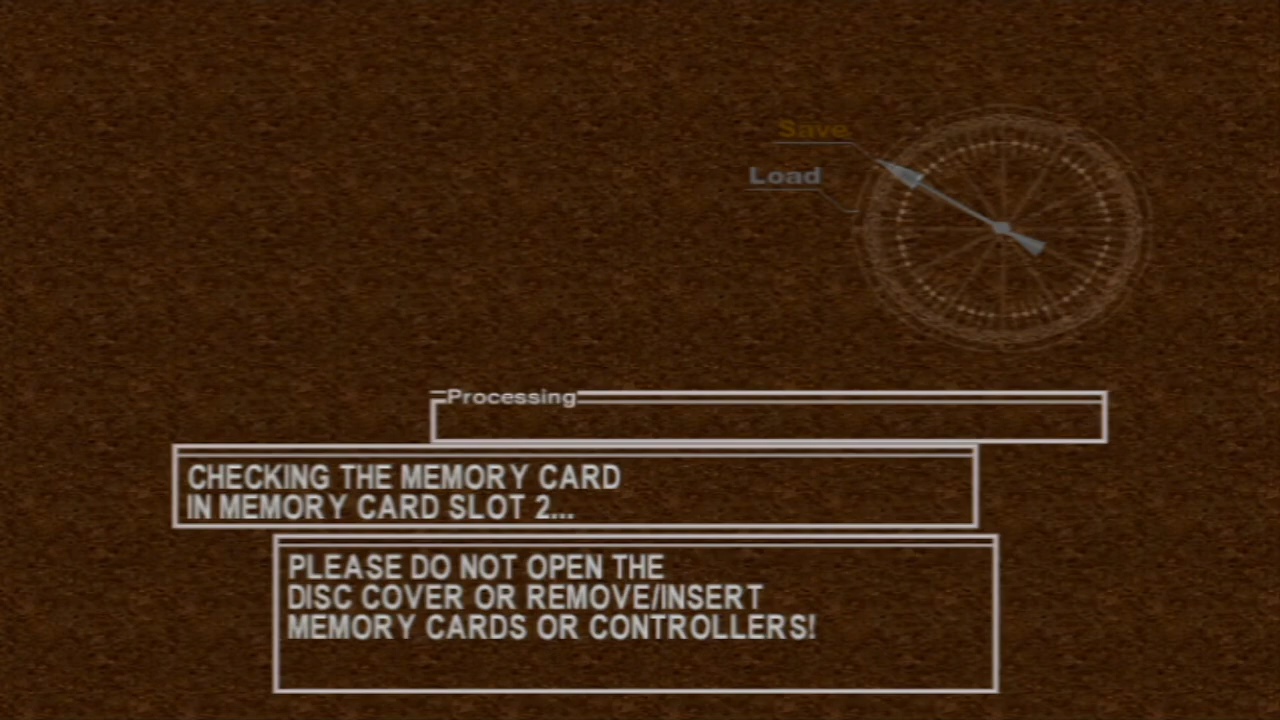 Save
Load
Processing
CHECKING THE MEMORY CARD
IN MEMORY CARD SLOT 2...
PLEASE DO NOT OPEN THE
DISC COVER OR REMOVE/INSERT
MEMORY CARDS OR CONTROLLERS!